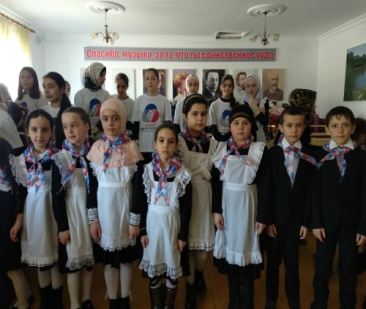 Спасибо, музыка, за то, что ты единственное чудо